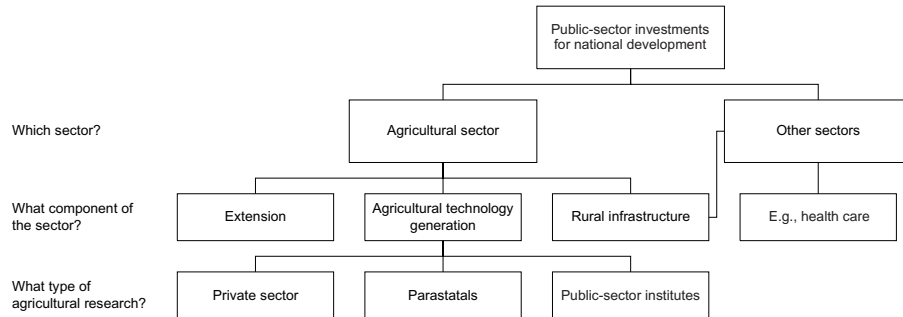 Public-sector investments
for national development
Which sector?
Agricultural sector
Other sectors
What component of
the sector?
Extension
Agricultural technology
generation
Rural infrastructure
E.g., health care
What type of
agricultural research?
Private sector
Parastatals
Public-sector institutes